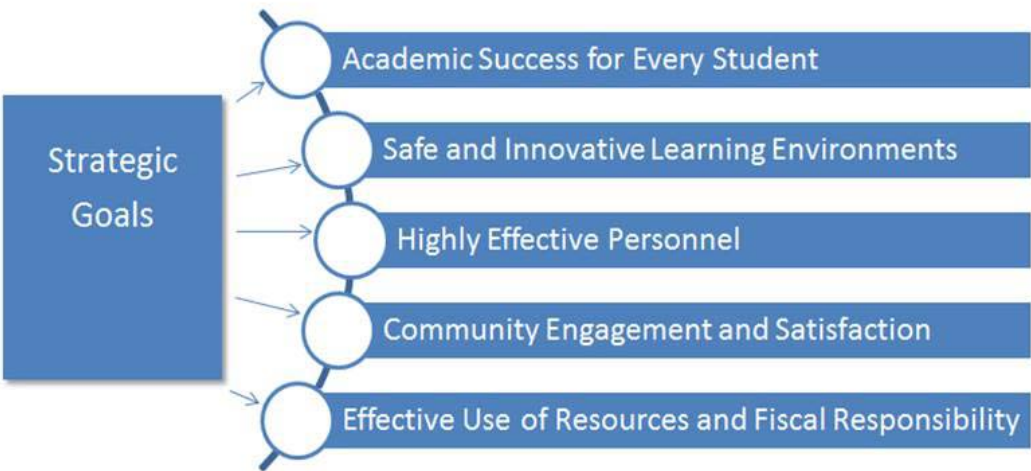 Strategic
Goals
Academic Success for Every Student
Safe and Innovative Learning Environments
Highly Effective Personnel
Community Engagement and Satisfaction
Effective Use of Resources and Fiscal Responsibility